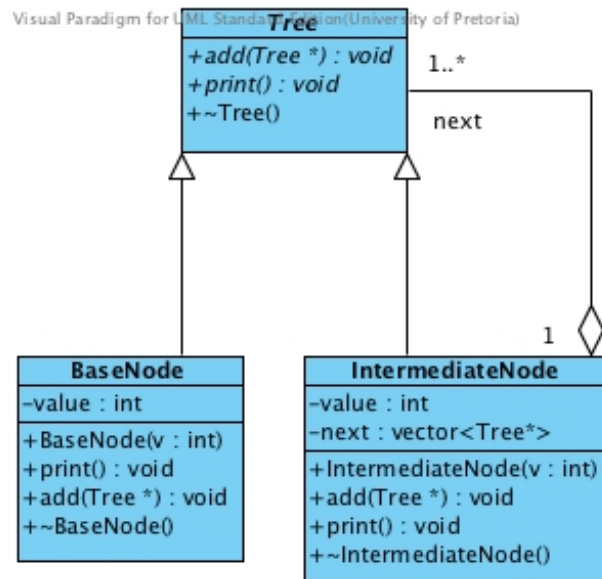 Visual Paradigm for UML Standard Edition(University of Pretoria)
Tree
+add(Tree *) : void
+print() : void
+~Tree()
1..*
next
1
BaseNode
-value : int
+BaseNode(v : int)
+print() : void
+add(Tree *) : void
+~BaseNode()
IntermediateNode
-value : int
-next : vector<Tree*>
+IntermediateNode(v : int)
+add(Tree *) : void
+print() : void
+~IntermediateNode()